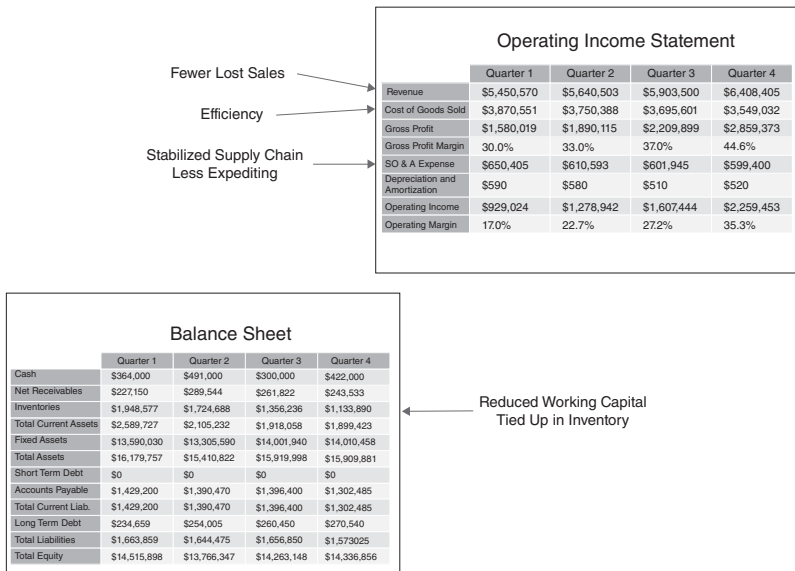 Operating Income Statement
Fewer Lost Sales
Efficiency
Stabilized Supply Chain
Less Expediting
Quarter 1 Quarter 2 Quarter 3 Quarter 4
Revenue $5,450,570 $5,640,503 $5,903,500 $6,408,405
Cost of Goods Sold $3,870,551 $3,750,388 $3,695,601 $3,549,032
Gross Profit $1,580,019 $1,890,115 $2,209,899 $2,859,373
Gross Profit Margin 30.0% 33.0% 37.0% 44.6%
SO & A Expense $650,405 $610,593 $601,945 $599,400
Depreciation and
Amortization $590 $580 $510 $520
Operating Income $929,024 $1,278,942 $1,607,444 $2,259,453
Operating Margin 17.0% 22.7% 27.2% 35.3%
Balance Sheet
Quarter 1 Quarter 2 Quarter 3 Quarter 4
Cash $364,000 $491,000 $300,000 $422,000
Net Receivables $227,150 $289,544 $261,822 $243,533
Inventories $1,948,577 $1,724,688 $1,356,236 $1,133,890
Total Current Assets $2,589,727 $2,105,232 $1,918,058 $1,899,423
Fixed Assets $13,590,030 $13,305,590 $14,001,940 $14,010,458
Total Assets $16,179,757 $15,410,822 $15,919,998 $15,909,881
Short Term Debt $0 $0 $0 $0
Accounts Payable $1,429,200 $1,390,470 $1,396,400 $1,302,485
Total Current Liab. $1,429,200 $1,390,470 $1,396,400 $1,302,485
Long Term Debt $234,659 $254,005 $260,450 $270,540
Total Liabilities $1,663,859 $1,644,475 $1,656,850 $1,573025
Total Equity $14,515,898 $13,766,347 $14,263,148 $14,336,856
Reduced Working Capital
Tied Up in Inventory